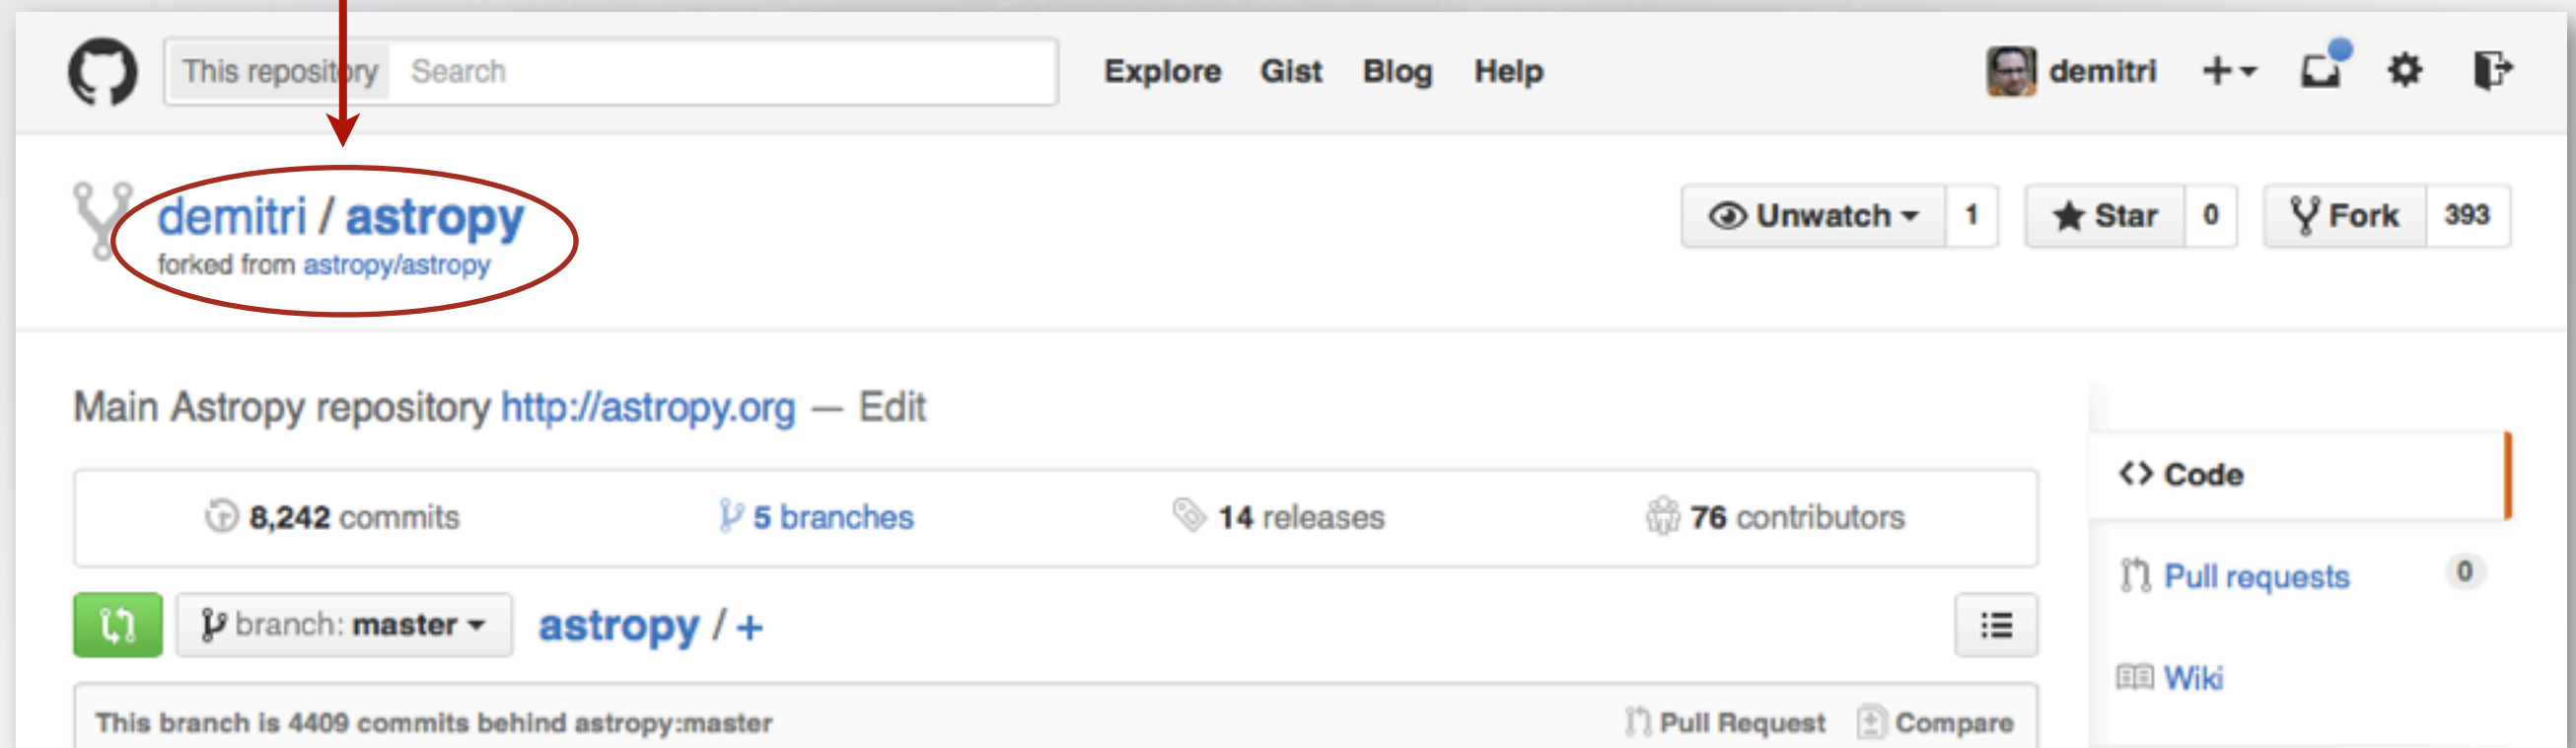 This repository Search Explore Gist Blog Help demitri
demitri / astropy Unwatch 1 Star 0 Fork 393
forked from astropy/astropy
Main Astropy repository http://astropy.org — Edit
8,242 commits 5 branches 14 releases 76 contributors
<> Code
Pull requests 0
branch: master astropy / +
Wiki
This branch is 4409 commits behind astropy:master Pull Request Compare